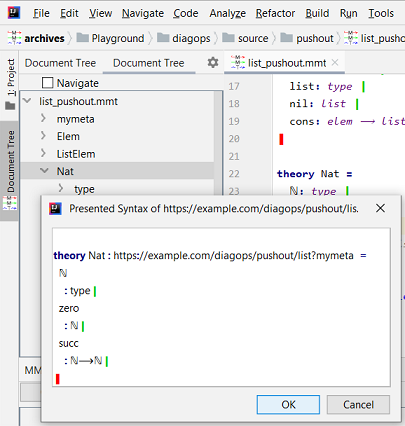 File Edit View Navigate Code Analyze Refactor Build Run Tools
archives Playground diagops source pushout list_pusho
Document Tree Document Tree list_pushout.mmt
Navigate
1: Project
Document Tree
list_pushout.mmt
mymeta
Elem
ListElem
Nat
type
17 list: type
18 nil: list
19 cons: elem ⟶ list
20
21
22 theory Nat =
23 ℕ: type
Presented Syntax of https://example.com/diagops/pushout/lis.
theory Nat : https://example.com/diagops/pushout/list?mymeta =
ℕ
: type
zero
: ℕ
succ
: ℕ⟶ℕ
MM
OK Cancel